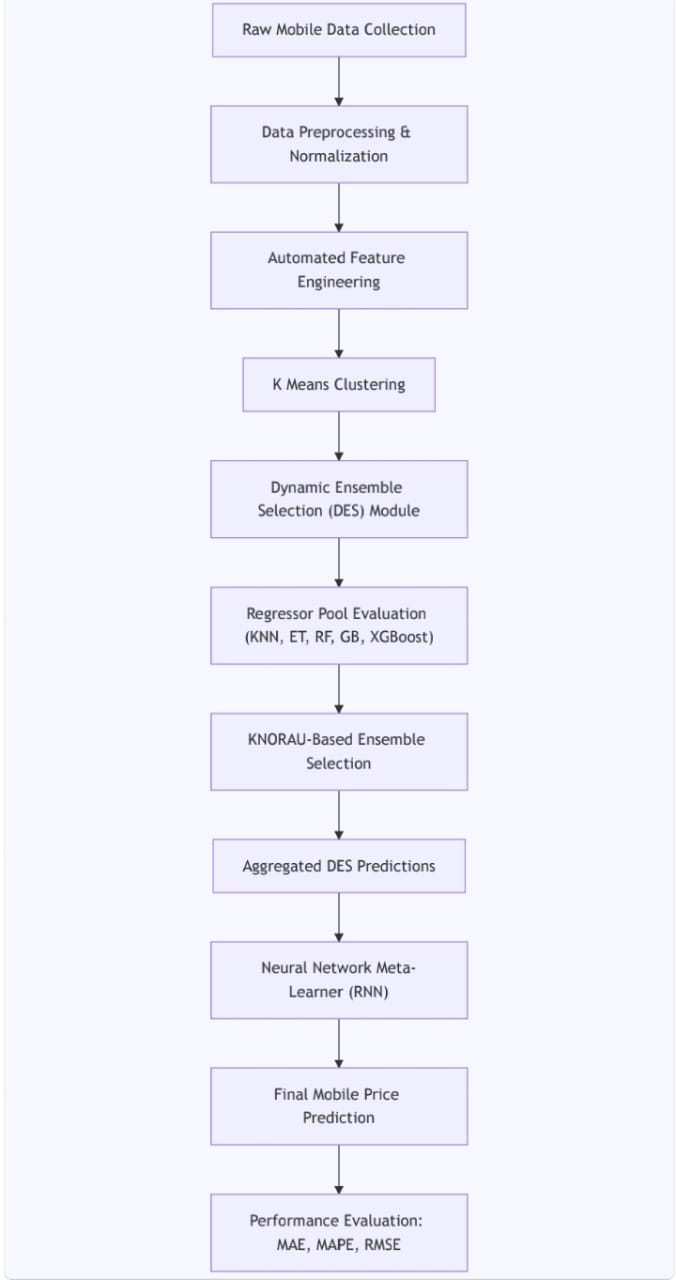 Raw Mobile Data Collection
Data Preprocessing &
Normalization
Automated Feature
Engineering
K Means Clustering
Dynamic Ensemble
Selection (DES) Module
Regressor Pool Evaluation
(KNN, ET, RF, GB, XGBoost)
KNORAU-Based Ensemble
Selection
Aggregated DES Predictions
Neural Network Meta-
Learner (RNN)
Final Mobile Price
Prediction
Performance Evaluation:
MAE, MAPE, RMSE